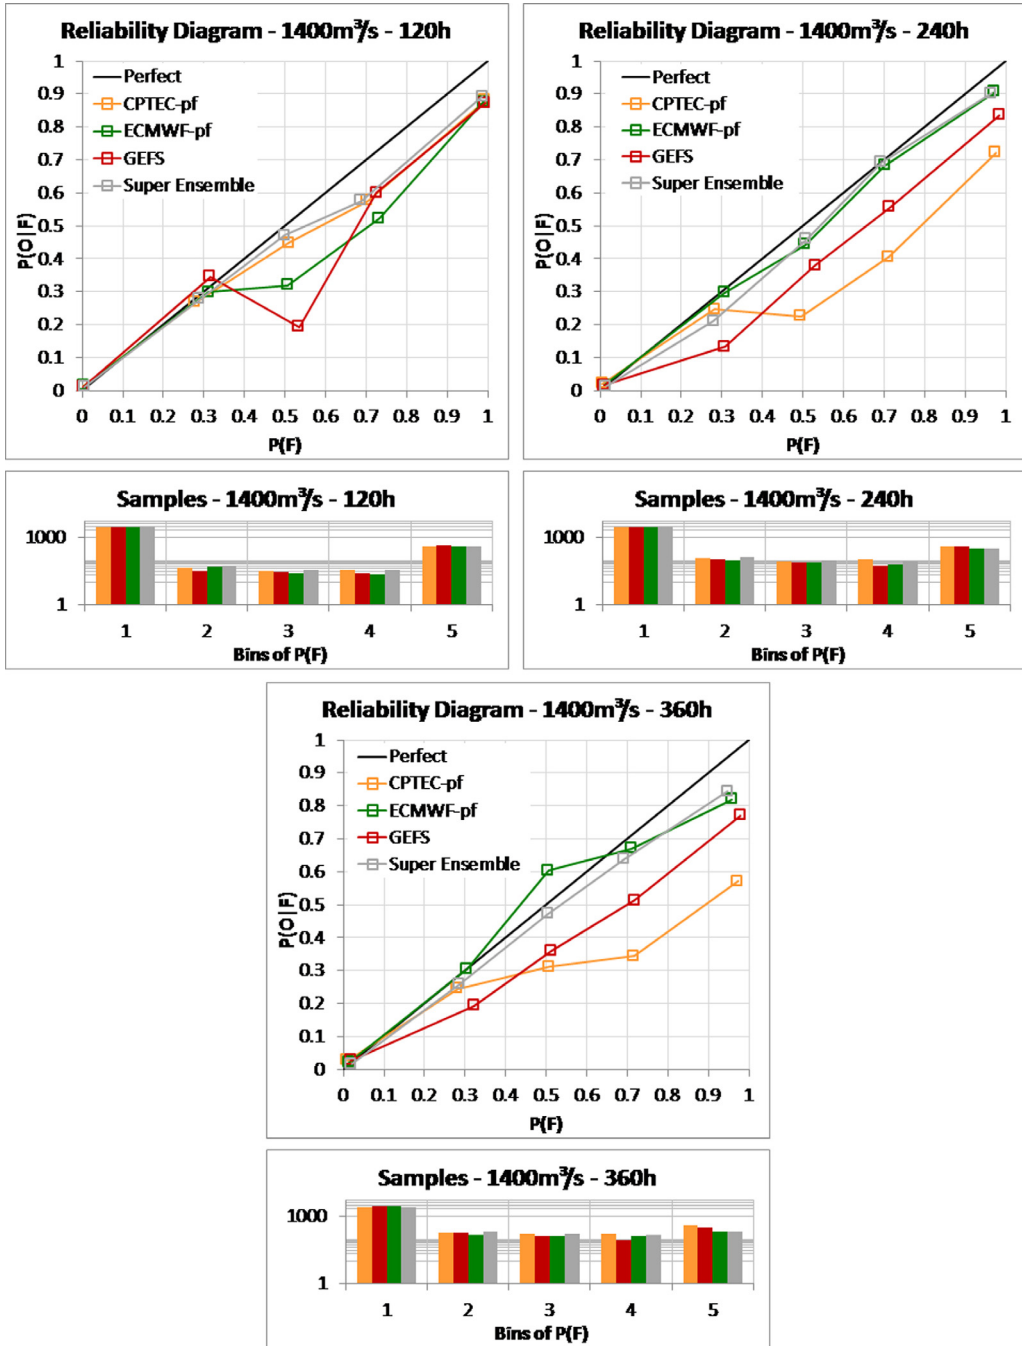 Reliability Diagram - 1400m³/s - 120h
1
0.9
0.8
0.7
0.6
0.5
0.4
0.3
0.2
0.1
0
P(O|F)
Perfect
CPTEC-pf
ECMWF-pf
GEFS
Super Ensemble
0 0.1 0.2 0.3 0.4 0.5 0.6 0.7 0.8 0.9 1
P(F)
Reliability Diagram - 1400m³/s - 240h
1
0.9
0.8
0.7
0.6
0.5
0.4
0.3
0.2
0.1
0
P(O|F)
Perfect
CPTEC-pf
ECMWF-pf
GEFS
Super Ensemble
0 0.1 0.2 0.3 0.4 0.5 0.6 0.7 0.8 0.9 1
P(F)
Samples - 1400m³/s - 120h
1000
1
1 2 3 4 5
Bins of P(F)
Samples - 1400m³/s - 240h
1000
1
1 2 3 4 5
Bins of P(F)
Reliability Diagram - 1400m³/s - 360h
1
0.9
0.8
0.7
0.6
0.5
0.4
0.3
0.2
0.1
0
P(O|F)
Perfect
CPTEC-pf
ECMWF-pf
GEFS
Super Ensemble
0 0.1 0.2 0.3 0.4 0.5 0.6 0.7 0.8 0.9 1
P(F)
Samples - 1400m³/s - 360h
1000
1
1 2 3 4 5
Bins of P(F)